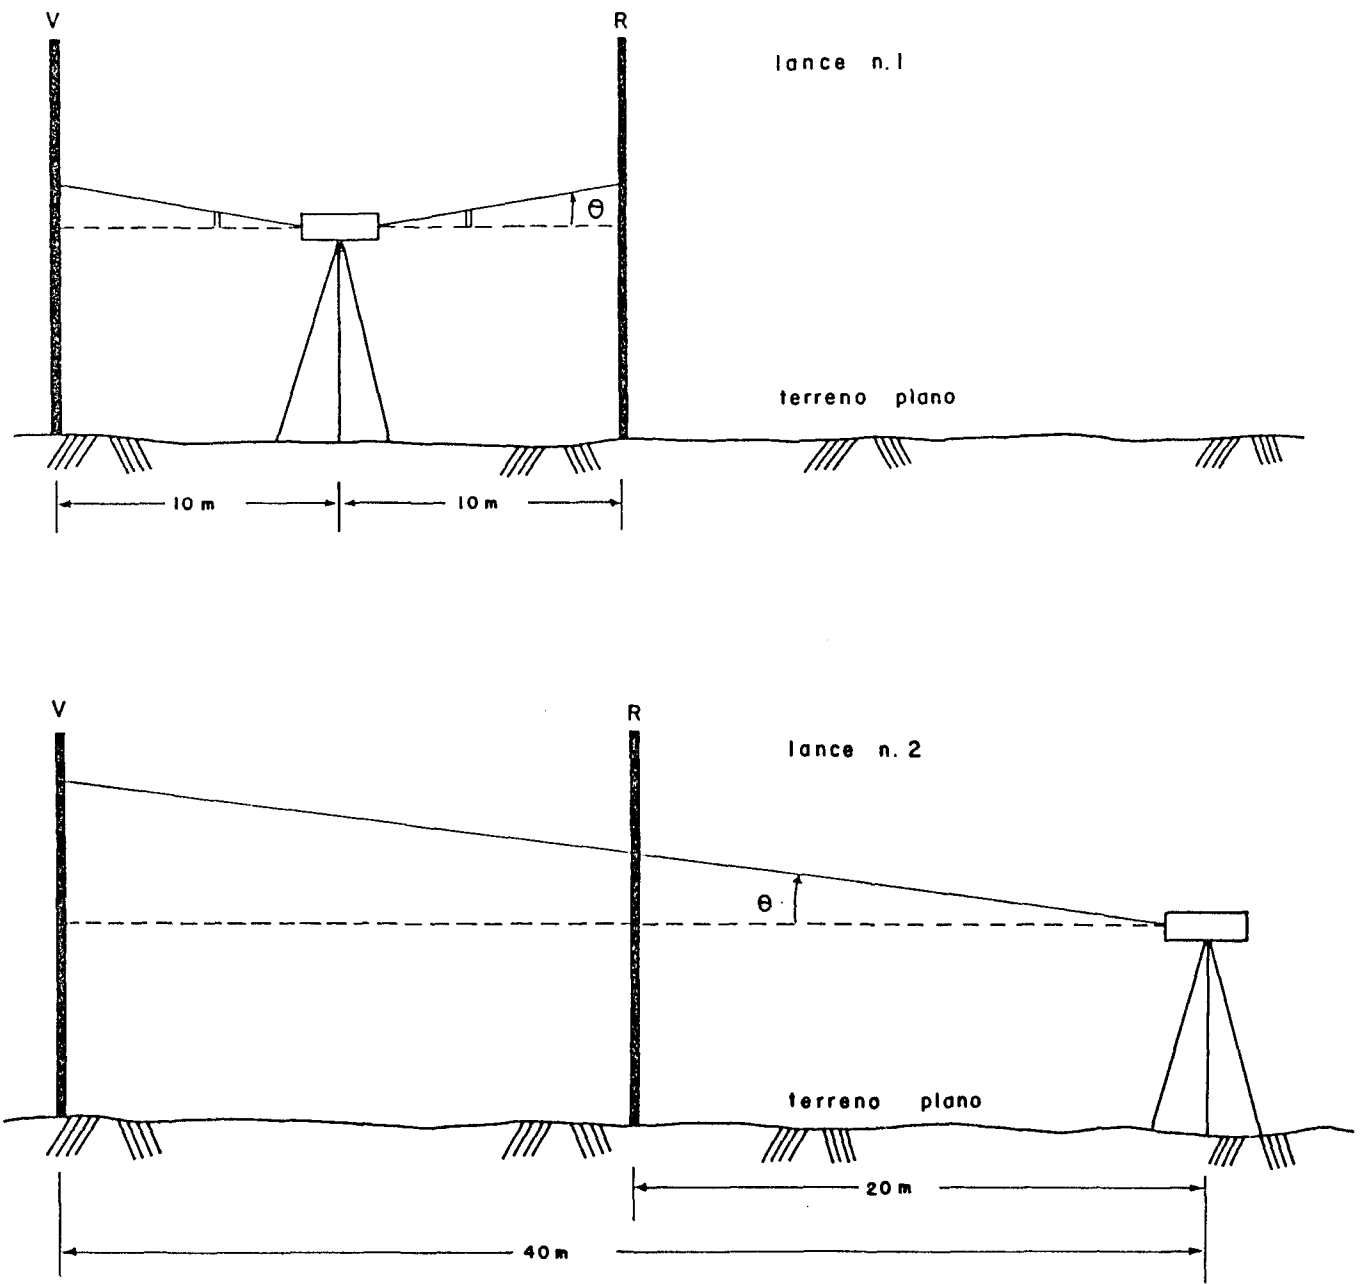 V
R
lance n.1
θ
terreno plano
10 m
10 m
V
R
lance n. 2
θ
terreno plano
20 m
40 m